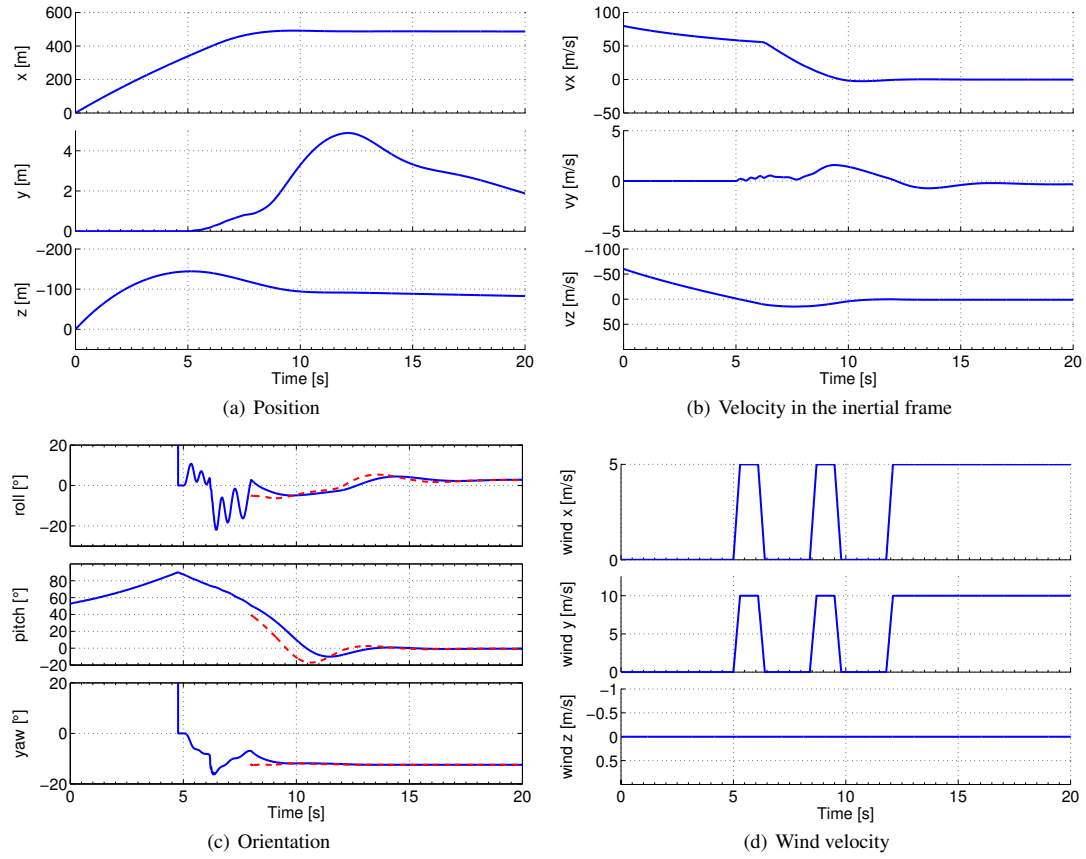 600
400
200
0
x [m]
4
2
0
y [m]
−200
−100
0
z [m]
0 5 10 15 20
Time [s]
(a) Position
100
50
0
−50
vx [m/s]
5
0
−5
vy [m/s]
−100
−50
0
50
vz [m/s]
0 5 10 15 20
Time [s]
(b) Velocity in the inertial frame
20
0
−20
roll [°]
80
60
40
20
0
−20
pitch [°]
20
0
−20
yaw [°]
0 5 10 15 20
Time [s]
(c) Orientation
5
0
wind x [m/s]
10
5
0
wind y [m/s]
−1
−0.5
0
0.5
wind z [m/s]
0 5 10 15 20
Time [s]
(d) Wind velocity